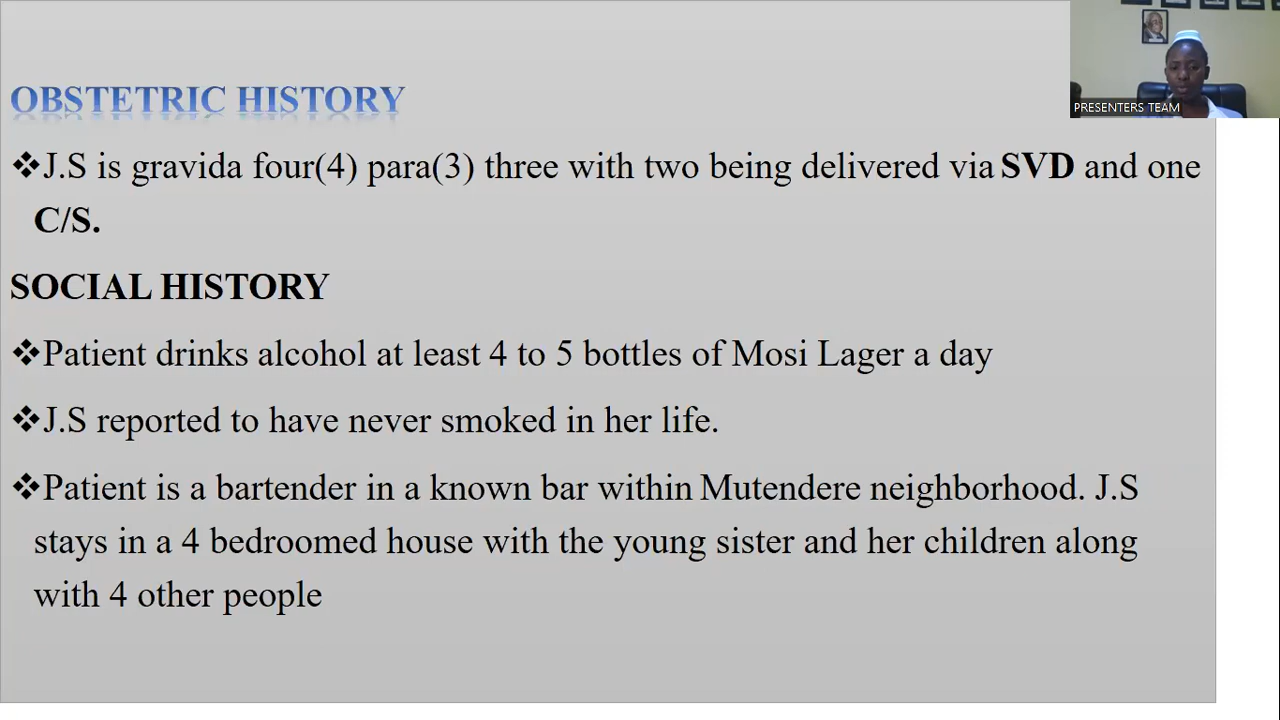 OBSTETRIC HISTORY
PRESENTERS TEAM
❖J.S is gravida four(4) para(3) three with two being delivered via SVD and one
C/S.
SOCIAL HISTORY
❖Patient drinks alcohol at least 4 to 5 bottles of Mosi Lager a day
❖J.S reported to have never smoked in her life.
❖Patient is a bartender in a known bar within Mutendere neighborhood. J.S
stays in a 4 bedroomed house with the young sister and her children along
with 4 other people